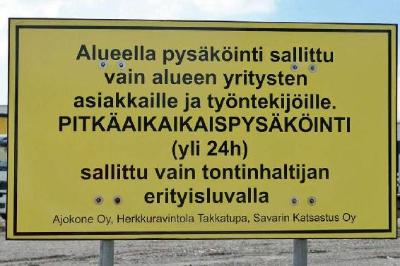 Alueella pysäköinti sallittu
vain alueen yritysten
asiakkaille ja työntekijöille.
PITKÄAIKAIKAISPYSÄKÖINTI
(yli 24h)
sallittu vain tontinhaltijan
erityisluvalla
Ajokone Oy, Herkkuravintola Takkatupa, Savarin Katsastus Oy